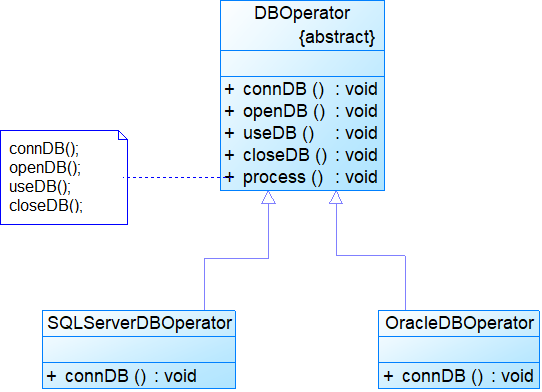 DBOperator
{abstract}
+ connDB () : void
+ openDB () : void
+ useDB () : void
+ closeDB () : void
+ process () : void
connDB();
openDB();
useDB();
closeDB();
SQLServerDBOperator
+ connDB () : void
OracleDBOperator
+ connDB () : void